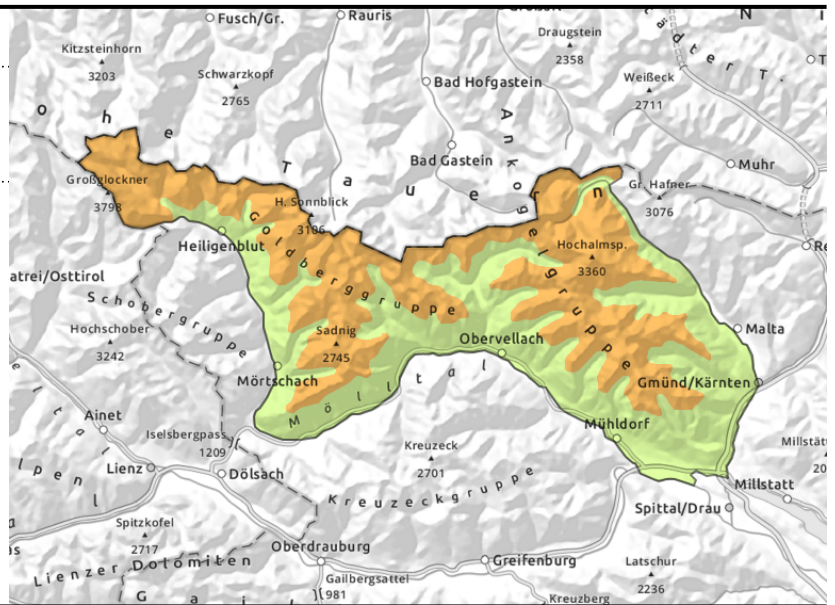 Fusch/Gr.
Rauris
N
Kitzsteinhorn
3203
Schwarzkopf
2765
Draugstein
2358
Weißeck
2711
Bad Hofgastein
Bad Gastein
Muhr
Hohe Tauern
Ankogelgruppe
Großglockner
3798
H. Sonnblick
3106
Gr. Hafner
3076
Heiligenblut
Goldberggruppe
Hochalmsp.
3360
atrei/Osttirol
Schobergruppe
Hochschober
3242
Sadnig
2745
Obervellach
Malta
Mörtschach
Mölltal
Gmünd/Kärnten
Ainet
Iselsbergpass
1209
Mühldorf
Kreuzeck
2701
Lienz
Dölsach
Kreuzeckgruppe
Millstatt
Spittal/Drau
Spitzkofel
2717
Oberdrauburg
Lienzer Dolomiten
Gailbergsattel
981
Greifenburg
Latschur
2236
Kreuzberg
G a i l